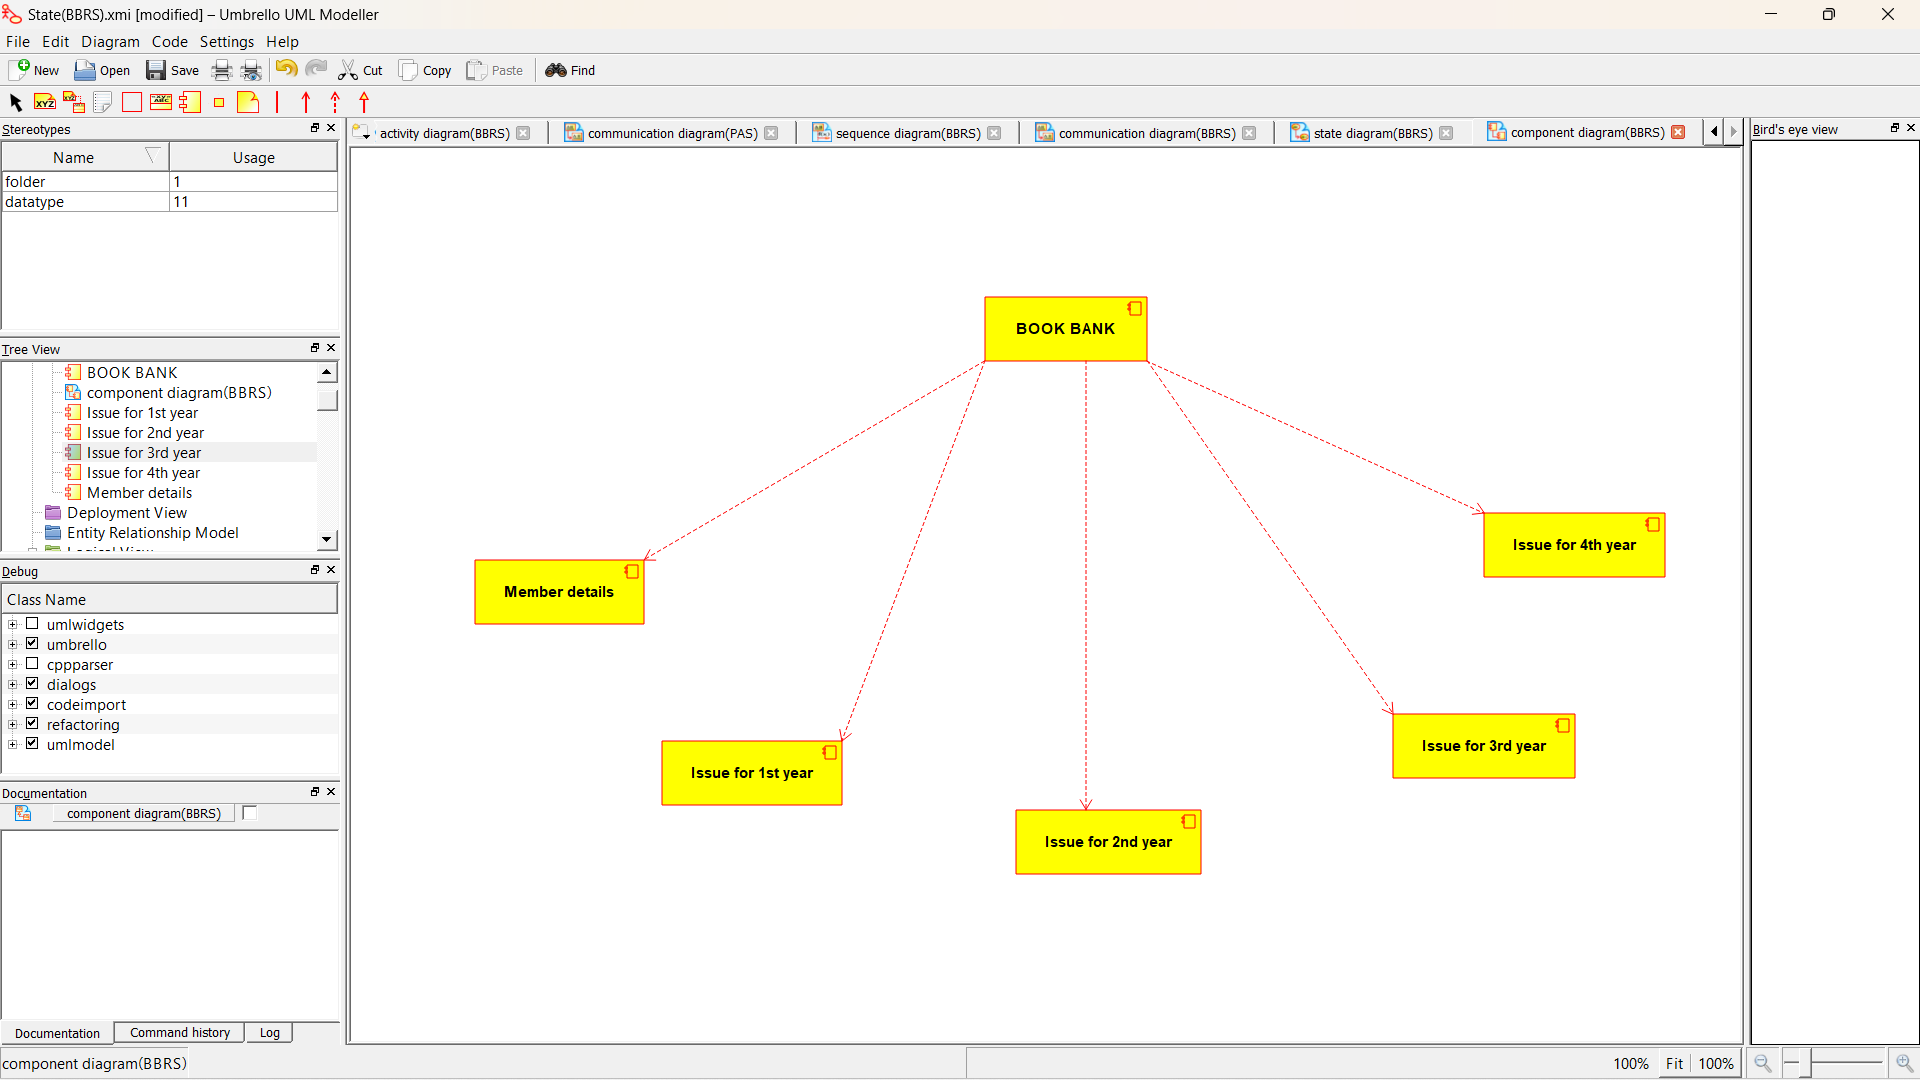 State(BBRS).xmi [modified] – Umbrello UML Modeller
File Edit Diagram Code Settings Help
New Open Save Cut Copy Paste Find
XYZ
Stereotypes
Name Usage
folder 1
datatype 11
Tree View
BOOK BANK
component diagram(BBRS)
Issue for 1st year
Issue for 2nd year
Issue for 3rd year
Issue for 4th year
Member details
Deployment View
Entity Relationship Model
Logical View
Debug
Class Name
umlwidgets
umbrello
cppparser
dialogs
codeimport
refactoring
umlmodel
Documentation
component diagram(BBRS)
Documentation Command history Log
component diagram(BBRS)
activity diagram(BBRS) communication diagram(PAS) sequence diagram(BBRS) communication diagram(BBRS) state diagram(BBRS) component diagram(BBRS)
BOOK BANK
Issue for 4th year
Member details
Issue for 3rd year
Issue for 1st year
Issue for 2nd year
Bird's eye view
100% Fit 100%